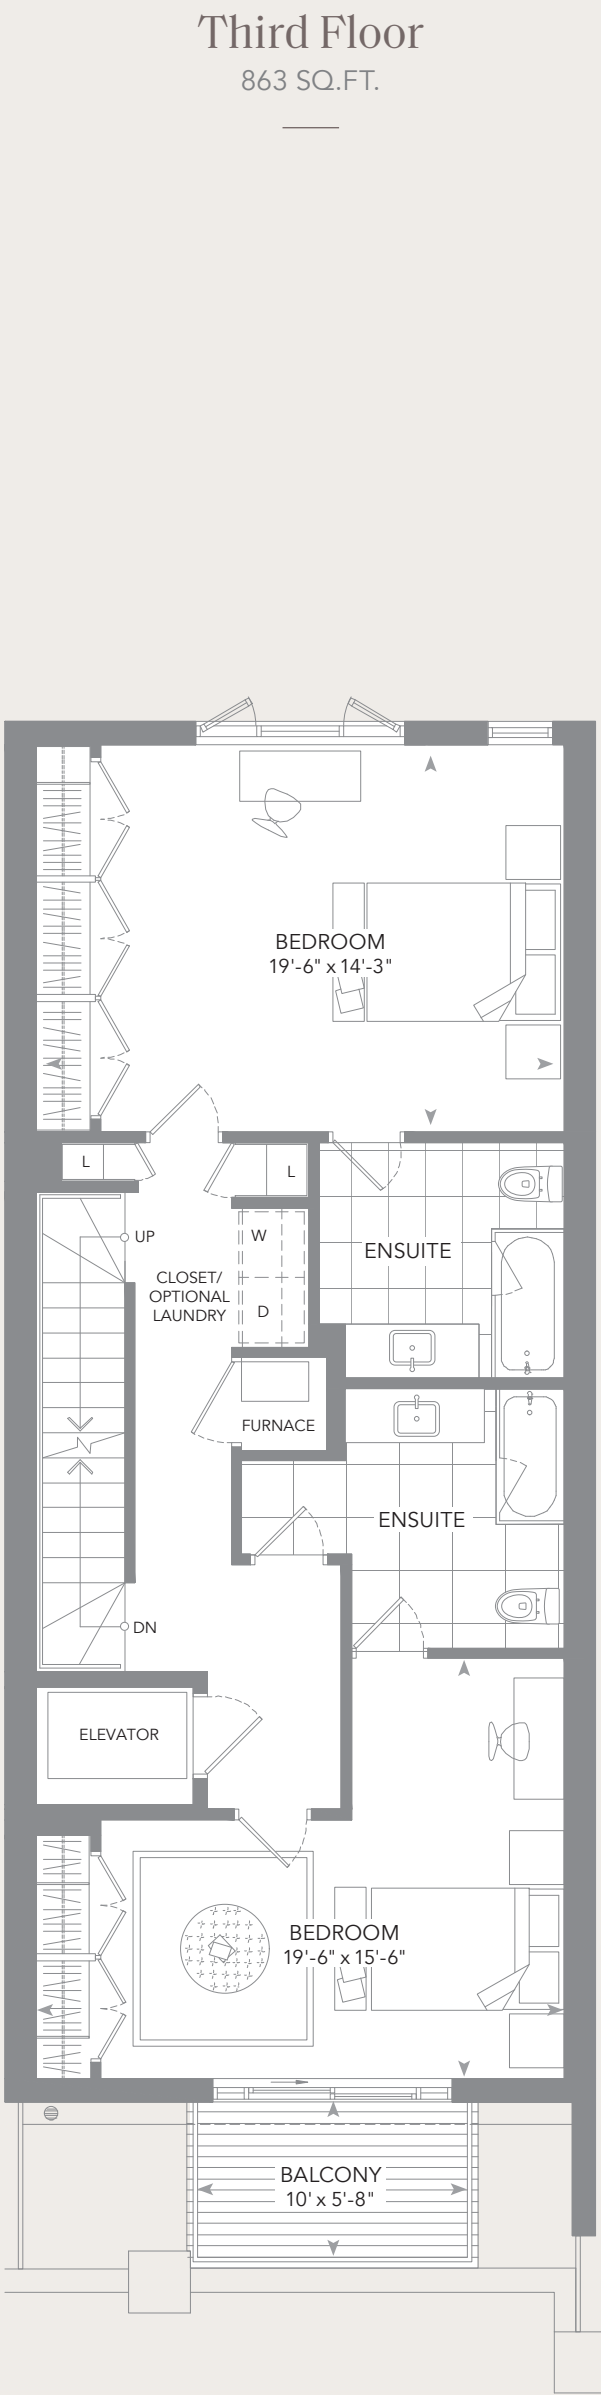 Third Floor
863 SQ.FT.
BEDROOM
19'-6" x 14'-3"
L
L
UP
W
ENSUITE
CLOSET/
OPTIONAL
LAUNDRY
D
FURNACE
ENSUITE
DN
ELEVATOR
BEDROOM
19'-6" x 15'-6"
BALCONY
10' x 5'-8"